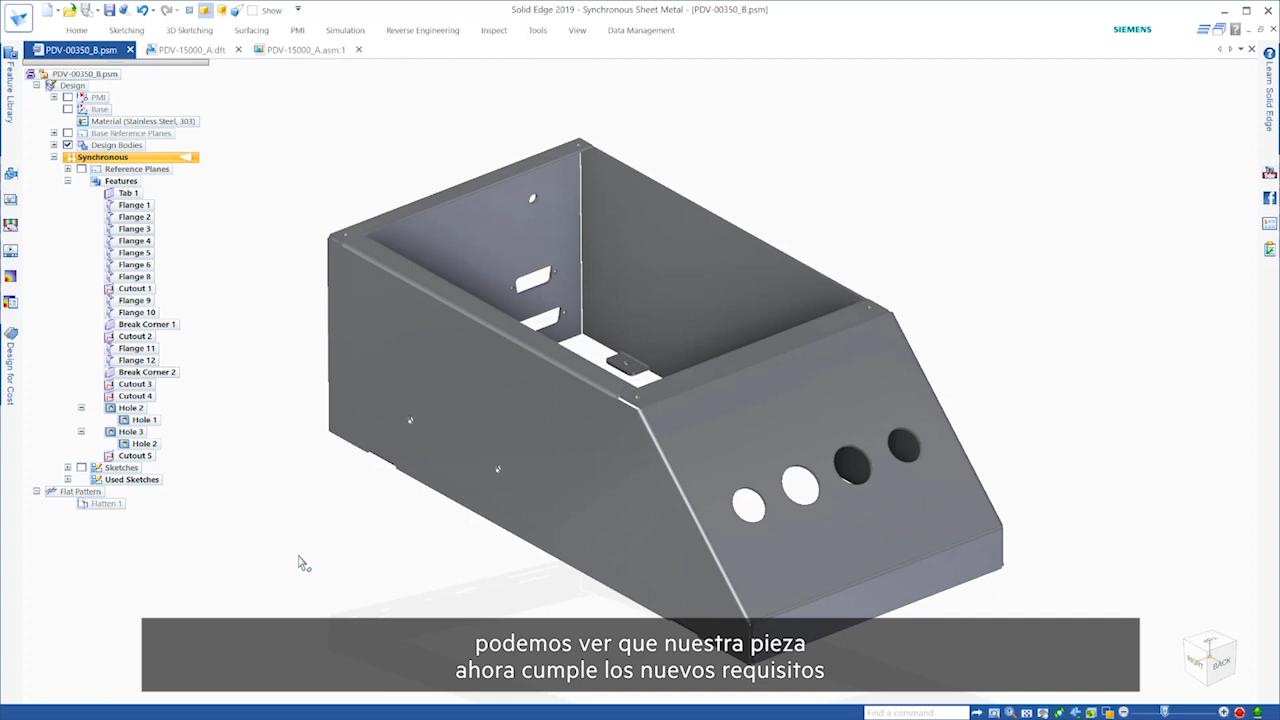 Show
Solid Edge 2019 - Synchronous Sheet Metal - [PDV-00350_B.psm]
Home Sketching 3D Sketching Surfacing PMI Simulation Reverse Engineering Inspect Tools View Data Management
SIEMENS
PDV-00350_B.psm PDV-15000_A.dft PDV-15000_A.asm:1
Feature Library
Design for Cost
PDV-00350_B.psm
Design
PMI
Base
Material (Stainless Steel, 303)
Base Reference Planes
Design Bodies
Synchronous
Reference Planes
Features
Tab 1
Flange 1
Flange 2
Flange 3
Flange 4
Flange 5
Flange 6
Flange 8
Cutout 1
Flange 9
Flange 10
Break Corner 1
Cutout 2
Flange 11
Flange 12
Break Corner 2
Cutout 3
Cutout 4
Hole 2
Hole 1
Hole 3
Hole 2
Cutout 5
Sketches
Used Sketches
Flat Pattern
Flatten 1
Learn Solid Edge
podemos ver que nuestra pieza
ahora cumple los nuevos requisitos
RIGHT BACK
Find a command